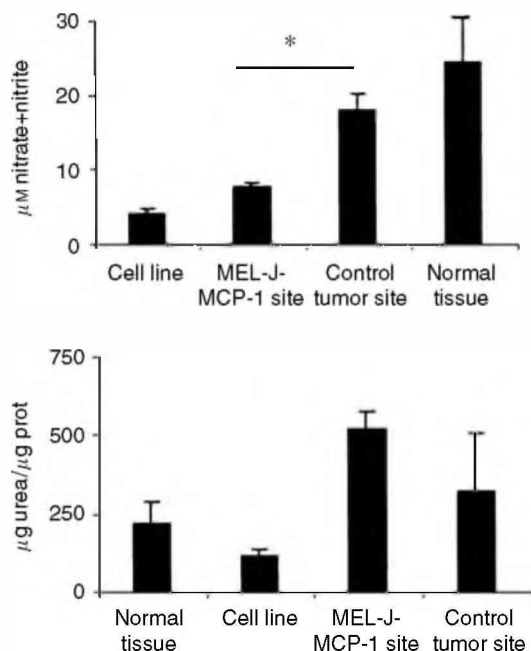 30
*
20
10
0
μM nitrate+nitrite
Cell line
MEL-J-
MCP-1 site
Control
tumor site
Normal
tissue
750
500
250
0
μg urea/μg prot
Normal
tissue
Cell line
MEL-J-
MCP-1 site
Control
tumor site